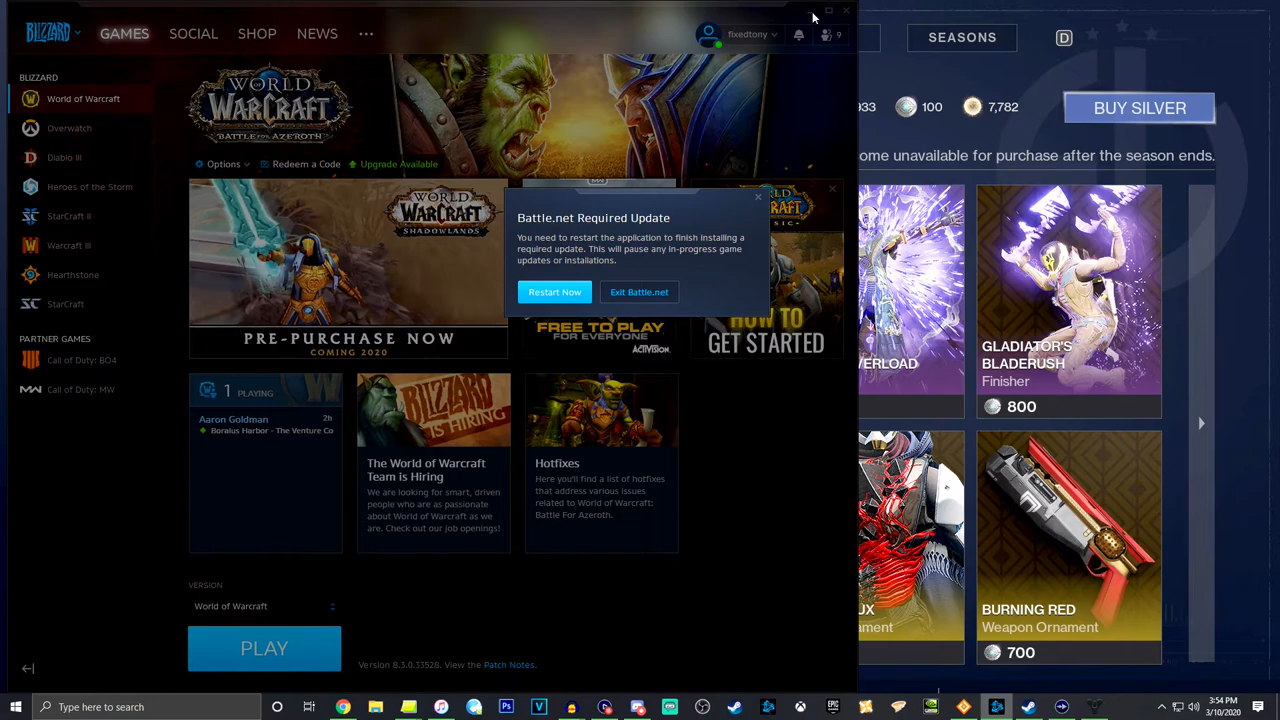 BLIZZARD
GAMES
SOCIAL
SHOP
NEWS
fixedtony
9
BLIZZARD
World of Warcraft
Overwatch
Diablo III
Heroes of the Storm
StarCraft II
Warcraft III
Hearthstone
StarCraft
PARTNER GAMES
Call of Duty: BO4
Call of Duty: MW
WORLD
WARCRAFT
BATTLE FOR AZEROTH
Options
Redeem a Code
Upgrade Available
WORLD
WARCRAFT
SHADOWLANDS
PRE-PURCHASE NOW
COMING 2020
Battle.net Required Update
You need to restart the application to finish installing a
required update. This will pause any in-progress game
updates or installations.
Restart Now
Exit Battle.net
FREE TO PLAY
FOR EVERYONE
ACTIVISION
HOW TO
GET STARTED
1 PLAYING
Aaron Goldman
2h
Boralus Harbor - The Venture Co
BLIZZARD
IS HIRING
The World of Warcraft
Team is Hiring
We are looking for smart, driven
people who are as passionate
about World of Warcraft as we
are. Check out our job openings!
Hotfixes
Here you'll find a list of hotfixes
that address various issues
related to World of Warcraft:
Battle For Azeroth.
VERSION
World of Warcraft
PLAY
Version 8.3.0.33528. View the Patch Notes.
SEASONS
D
933
100
7,782
BUY SILVER
ome unavailable for purchase after the season ends.
VERLOAD
GLADIATOR'S
BLADERUSH
Finisher
800
UX
ament
BURNING RED
Weapon Ornament
700
Type here to search
3:54 PM
3/10/2020